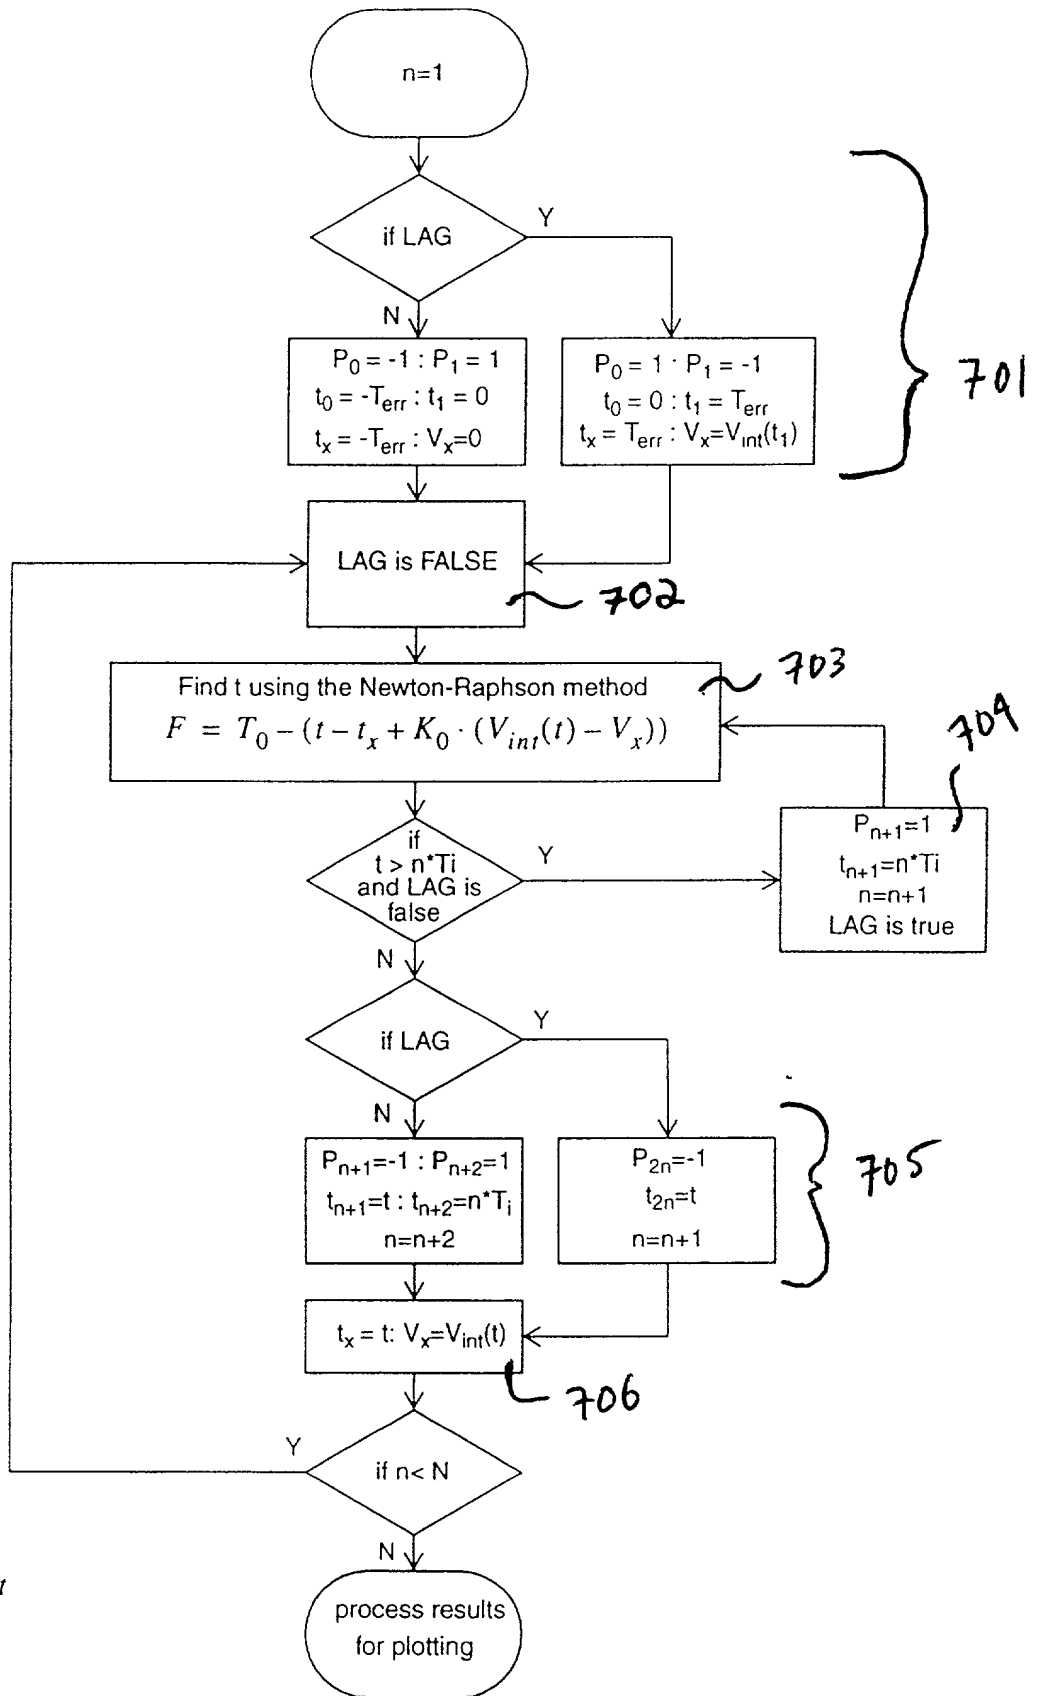 n=1
if LAG
Y
N
P₀ = -1 : P₁ = 1
t₀ = -Tₑᵣᵣ : t₁ = 0
tₓ = -Tₑᵣᵣ : Vₓ=0
P₀ = 1 · P₁ = -1
t₀ = 0 : t₁ = Tₑᵣᵣ
tₓ = Tₑᵣᵣ : Vₓ=Vᵢₙₜ(t₁)
701
LAG is FALSE
702
Find t using the Newton-Raphson method
F = T₀ – (t – tₓ + K₀ · (Vᵢₙₜ(t) – Vₓ))
703
704
if
t > n*Ti
and LAG is
false
Y
N
Pₙ₊₁=1
tₙ₊₁=n*Ti
n=n+1
LAG is true
if LAG
Y
N
Pₙ₊₁=-1 : Pₙ₊₂=1
tₙ₊₁=t : tₙ₊₂=n*Tᵢ
n=n+2
P₂ₙ=-1
t₂ₙ=t
n=n+1
705
tₓ = t: Vₓ=Vᵢₙₜ(t)
706
Y
if n< N
N
process results
for plotting
t